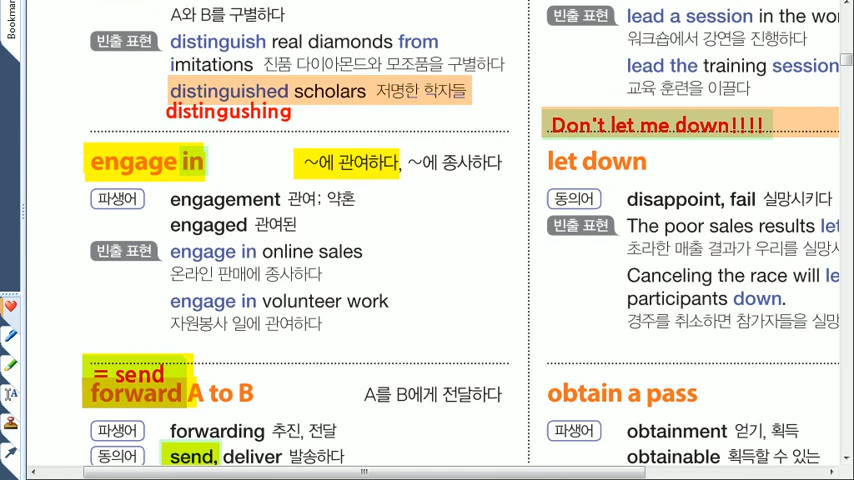 Bookmar
A와 B를 구별하다
빈출 표현 distinguish real diamonds from
imitations 진품 다이아몬드와 모조품을 구별하다
distinguished scholars 저명한 학자들
distingushing
engage in ~에 관여하다, ~에 종사하다
파생어 engagement 관여; 약혼
engaged 관여된
빈출 표현 engage in online sales
온라인 판매에 종사하다
engage in volunteer work
자원봉사 일에 관여하다
= send
forward A to B A를 B에게 전달하다
파생어 forwarding 추진, 전달
동의어 send, deliver 발송하다
빈출 표현 lead a session in the wor
워크숍에서 강연을 진행하다
lead the training session
교육 훈련을 이끌다
Don't let me down!!!!
let down
동의어 disappoint, fail 실망시키다
빈출 표현 The poor sales results let
초라한 매출 결과가 우리를 실망시
Canceling the race will le
participants down.
경주를 취소하면 참가자들을 실망
obtain a pass
파생어 obtainment 얻기, 획득
obtainable 획득할 수 있는